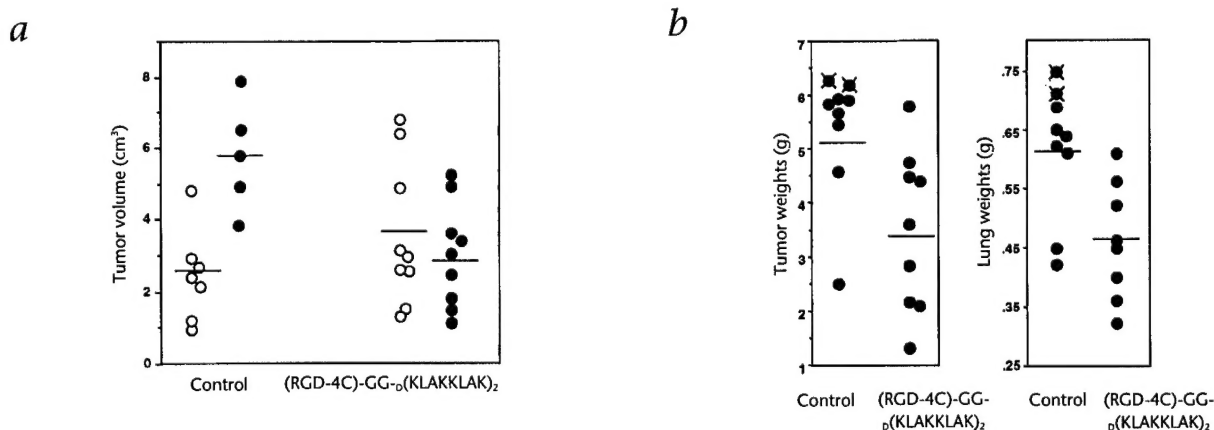 a
b
Tumor volume (cm³)
8
6
4
2
0
Control
(RGD-4C)-GG-D(KLAKKLAK)₂
Tumor weights (g)
7
6
5
4
3
2
1
Control
(RGD-4C)-GG-
D(KLAKKLAK)₂
Lung weights (g)
.75
.65
.55
.45
.35
.25
Control
(RGD-4C)-GG-
D(KLAKKLAK)₂